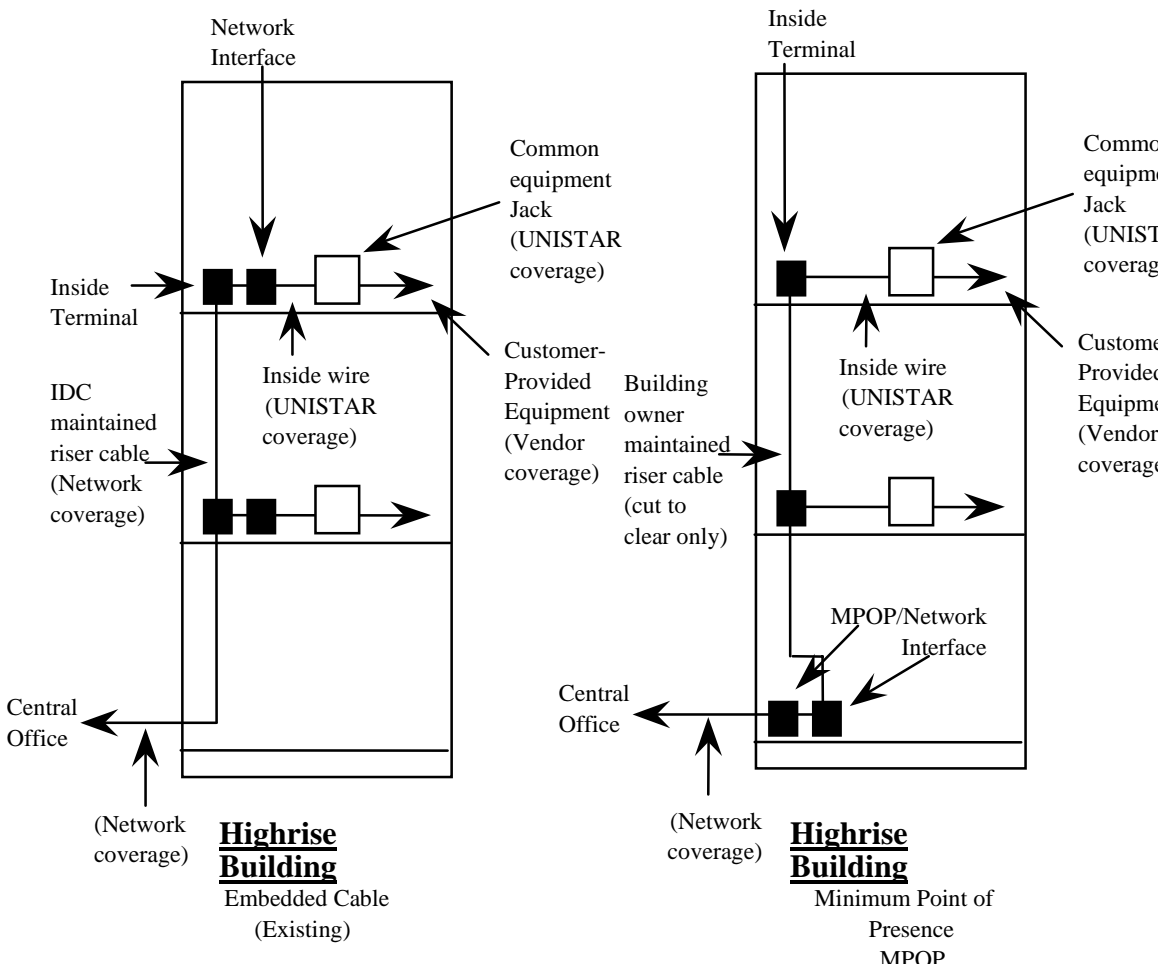 Network
Interface
Common
equipment
Jack
(UNISTAR
coverage)
Inside
Terminal
Customer-
Provided
Equipment
(Vendor
coverage)
Inside wire
(UNISTAR
coverage)
IDC
maintained
riser cable
(Network
coverage)
Central
Office
(Network
coverage)
Highrise
Building
Embedded Cable
(Existing)
Inside
Terminal
Jack
Inside wire
(UNISTAR
coverage)
Building
owner
maintained
riser cable
(cut to
clear only)
(Vendor
MPOP/Network
Interface
Central
Office
(Network
coverage)
Highrise
Building
Minimum Point of
Presence
MPOP